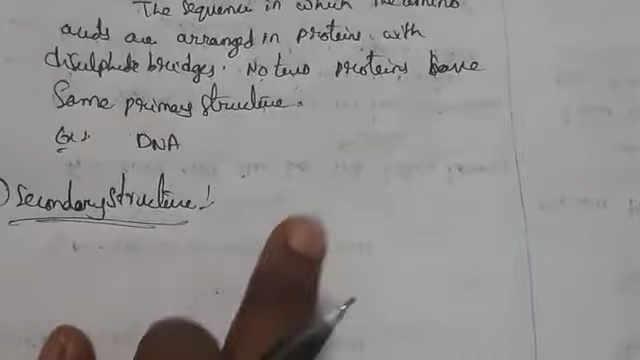 The sequence in which the amino
acids are arranged in proteins with
disulphide bridges. No two proteins have
Same primary structure.
Ex:. DNA
) Secondary structure: